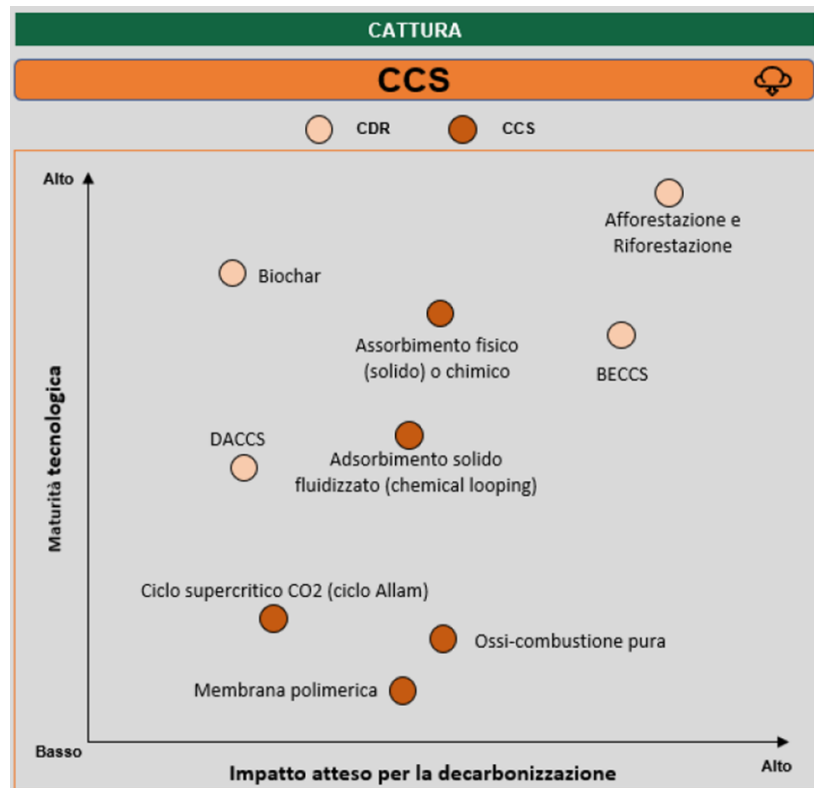 CATTURA
CCS
CDR
CCS
Alto
Afforestazione e
Riforestazione
Biochar
Assorbimento fisico
(solido) o chimico
BECCS
Maturità tecnologica
DACCS
Adsorbimento solido
fluidizzato (chemical looping)
Ciclo supercritico CO2 (ciclo Allam)
Ossi-combustione pura
Membrana polimerica
Basso
Impatto atteso per la decarbonizzazione
Alto